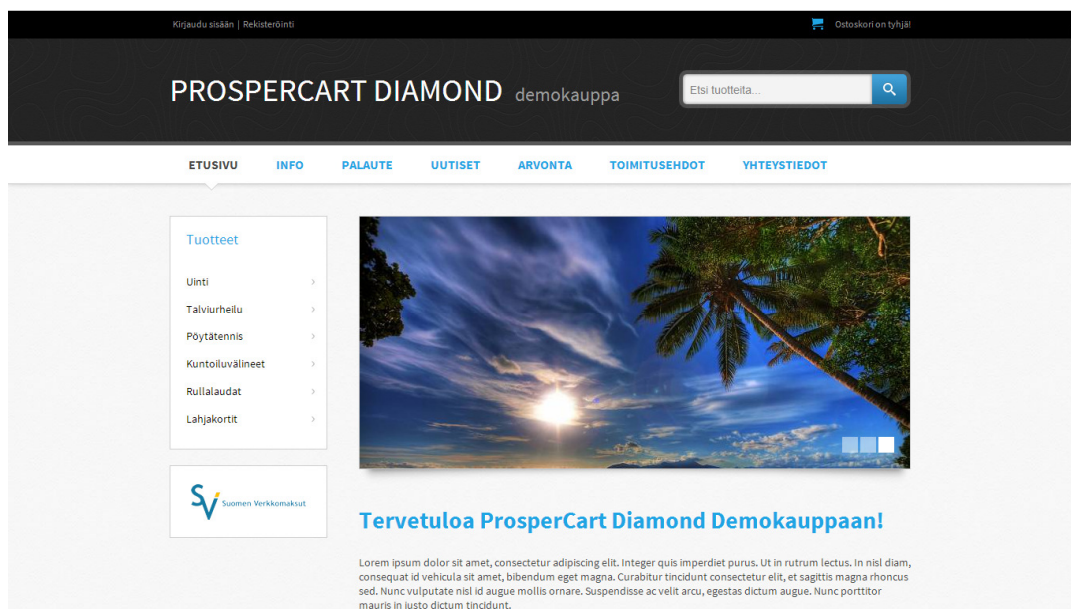 Kirjaudu sisään | Rekisteröinti
Ostoskori on tyhjä!
PROSPERCART DIAMOND demokauppa
Etsi tuotteita...
ETUSIVU INFO PALAUTE UUTISET ARVONTA TOIMITUSEHDOT YHTEYSTIEDOT
Tuotteet
Uinti
Talviurheilu
Pöytätennis
Kuntoiluvälineet
Rullalaudat
Lahjakortit
SV Suomen Verkkomaksut
Tervetuloa ProsperCart Diamond Demokauppaan!
Lorem ipsum dolor sit amet, consectetur adipiscing elit. Integer quis imperdiet purus. Ut in rutrum lectus. In nisl diam,
consequat id vehicula sit amet, bibendum eget magna. Curabitur tincidunt consectetur elit, et sagittis magna rhoncus
sed. Nunc vulputate nisl id augue mollis ornare. Suspendisse ac velit arcu, egestas dictum augue. Nunc porttitor
mauris in justo dictum tincidunt.